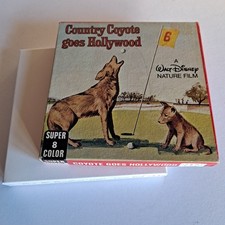 Country Coyote
goes Hollywood
6
A
WALT DISNEY
NATURE FILM
SUPER
8
COLOR
COYOTE GOES HOLLYWOOD